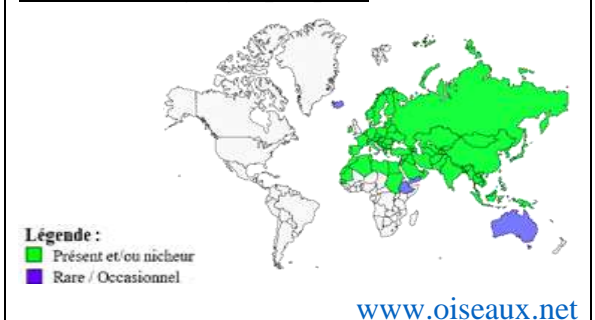 Légende :
Présent et/ou nicheur
Rare / Occasionnel
www.oiseaux.net